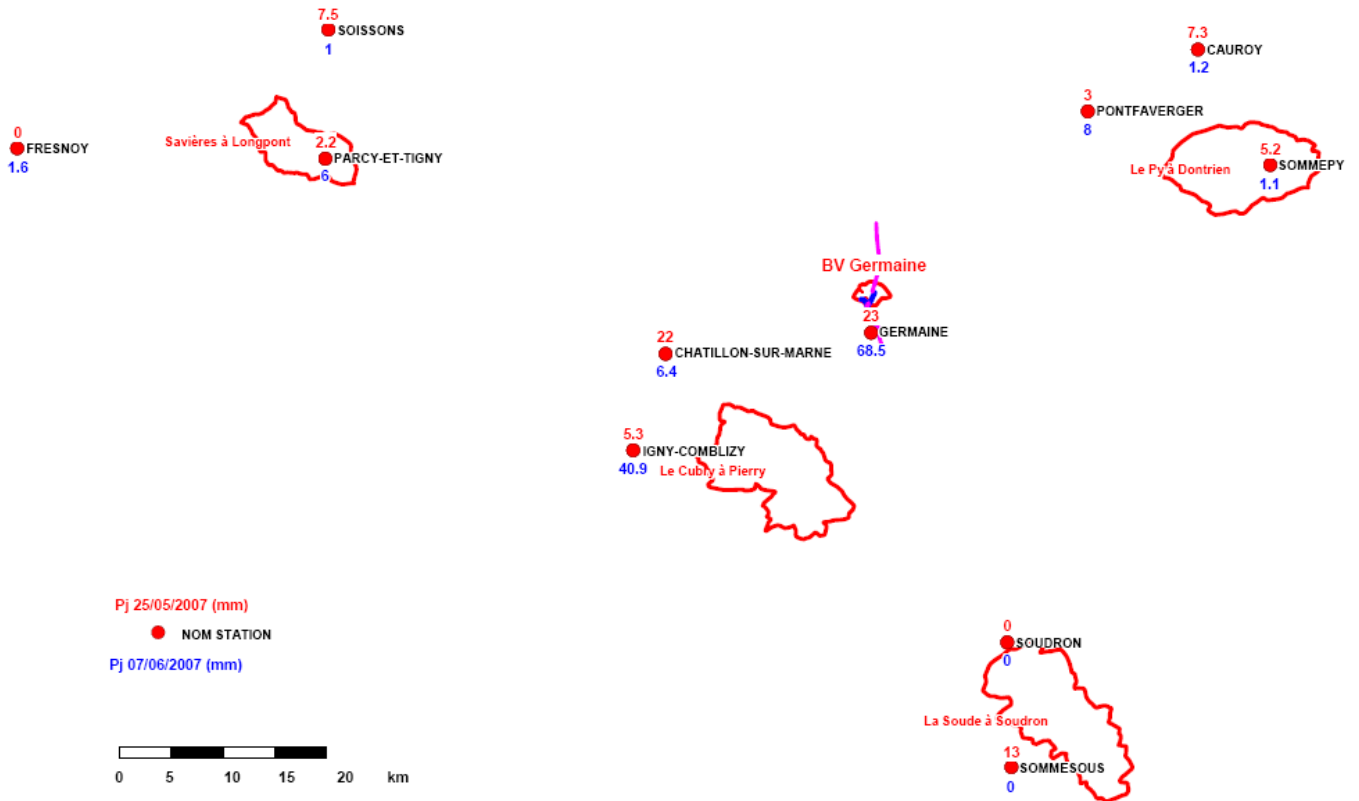 7.5
SOISSONS
1
7.3
CAUROY
1.2
3
PONTFAVERGER
8
0
FRESNOY
1.6
Savières à Longpont
2.2
PARCY-ET-TIGNY
6
5.2
Le Py à Dontrien
SOMMEPY
1.1
BV Germaine
23
GERMAINE
68.5
22
CHATILLON-SUR-MARNE
6.4
5.3
IGNY-COMBLIZY
40.9
Le Cubry à Pierry
Pj 25/05/2007 (mm)
NOM STATION
Pj 07/06/2007 (mm)
0
SOUDRON
0
La Soude à Soudron
13
SOMMESOUS
0
0 5 10 15 20 km